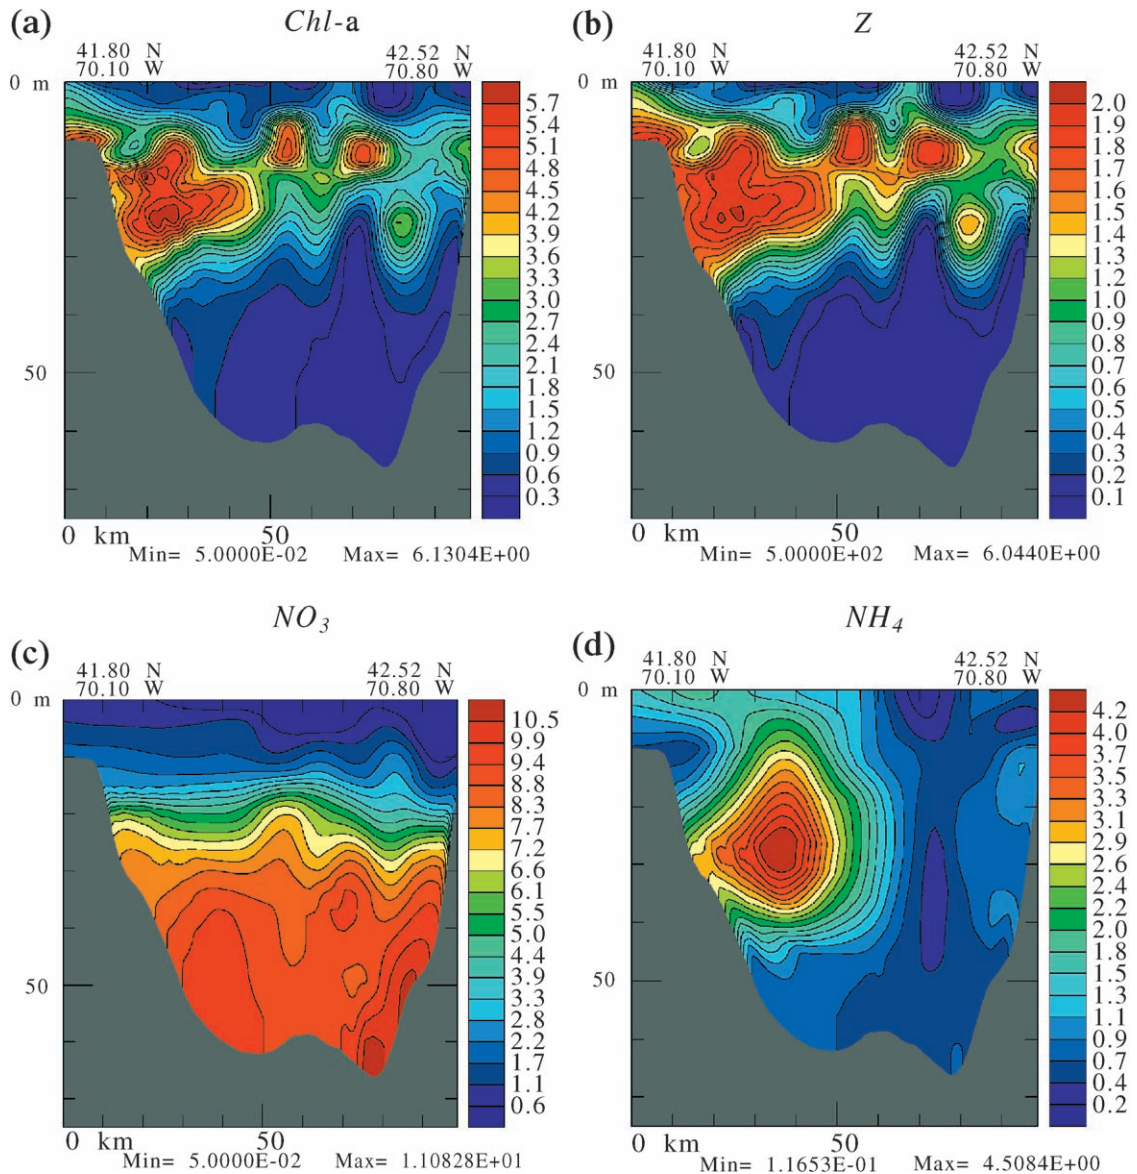 (a)
Chl-a
41.80 N
70.10 W
42.52 N
70.80 W
0 m
50
0 km
50
5.7
5.4
5.1
4.8
4.5
4.2
3.9
3.6
3.3
3.0
2.7
2.4
2.1
1.8
1.5
1.2
0.9
0.6
0.3
Min= 5.0000E-02 Max= 6.1304E+00
(b)
Z
41.80 N
70.10 W
42.52 N
70.80 W
0 m
50
0 km
50
2.0
1.9
1.8
1.7
1.6
1.5
1.4
1.3
1.2
1.0
0.9
0.8
0.7
0.6
0.5
0.4
0.3
0.2
0.1
Min= 5.0000E+02 Max= 6.0440E+00
(c)
NO3
41.80 N
70.10 W
42.52 N
70.80 W
0 m
50
0 km
50
10.5
9.9
9.4
8.8
8.3
7.7
7.2
6.6
6.1
5.5
5.0
4.4
3.9
3.3
2.8
2.2
1.7
1.1
0.6
Min= 5.0000E-02 Max= 1.10828E+01
(d)
NH4
41.80 N
70.10 W
42.52 N
70.80 W
0 m
50
0 km
50
4.2
4.0
3.7
3.5
3.3
3.1
2.9
2.6
2.4
2.2
2.0
1.8
1.5
1.3
1.1
0.9
0.7
0.4
0.2
Min= 1.1653E-01 Max= 4.5084E+00